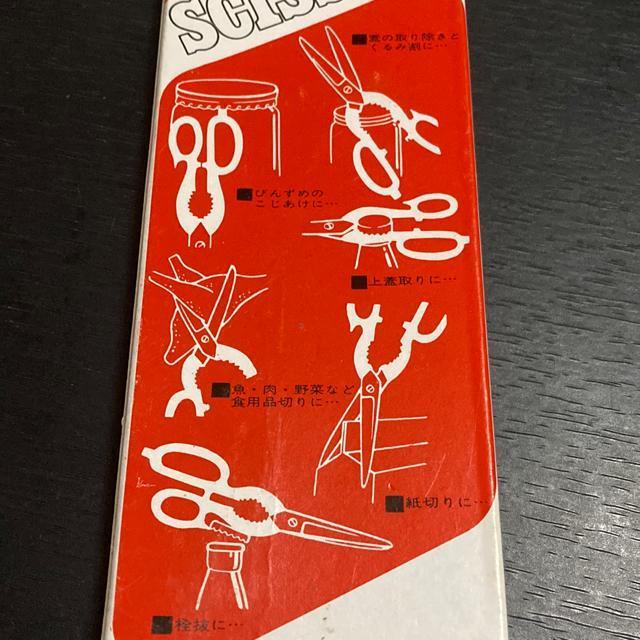 ■蓋の取り除きと
くるみ割に…
■びんずめの
こじあけに…
■上蓋取りに…
■魚・肉・野菜など
食用品切りに…
■紙切りに…
■栓抜に…